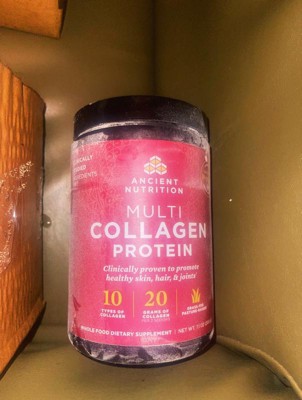 ANCIENT
NUTRITION
MULTI
COLLAGEN
PROTEIN
Clinically proven to promote
healthy skin, hair, & joints
10
TYPES OF
COLLAGEN
20
GRAMS OF
COLLAGEN
WHOLE FOOD DIETARY SUPPLEMENT
NET WT.